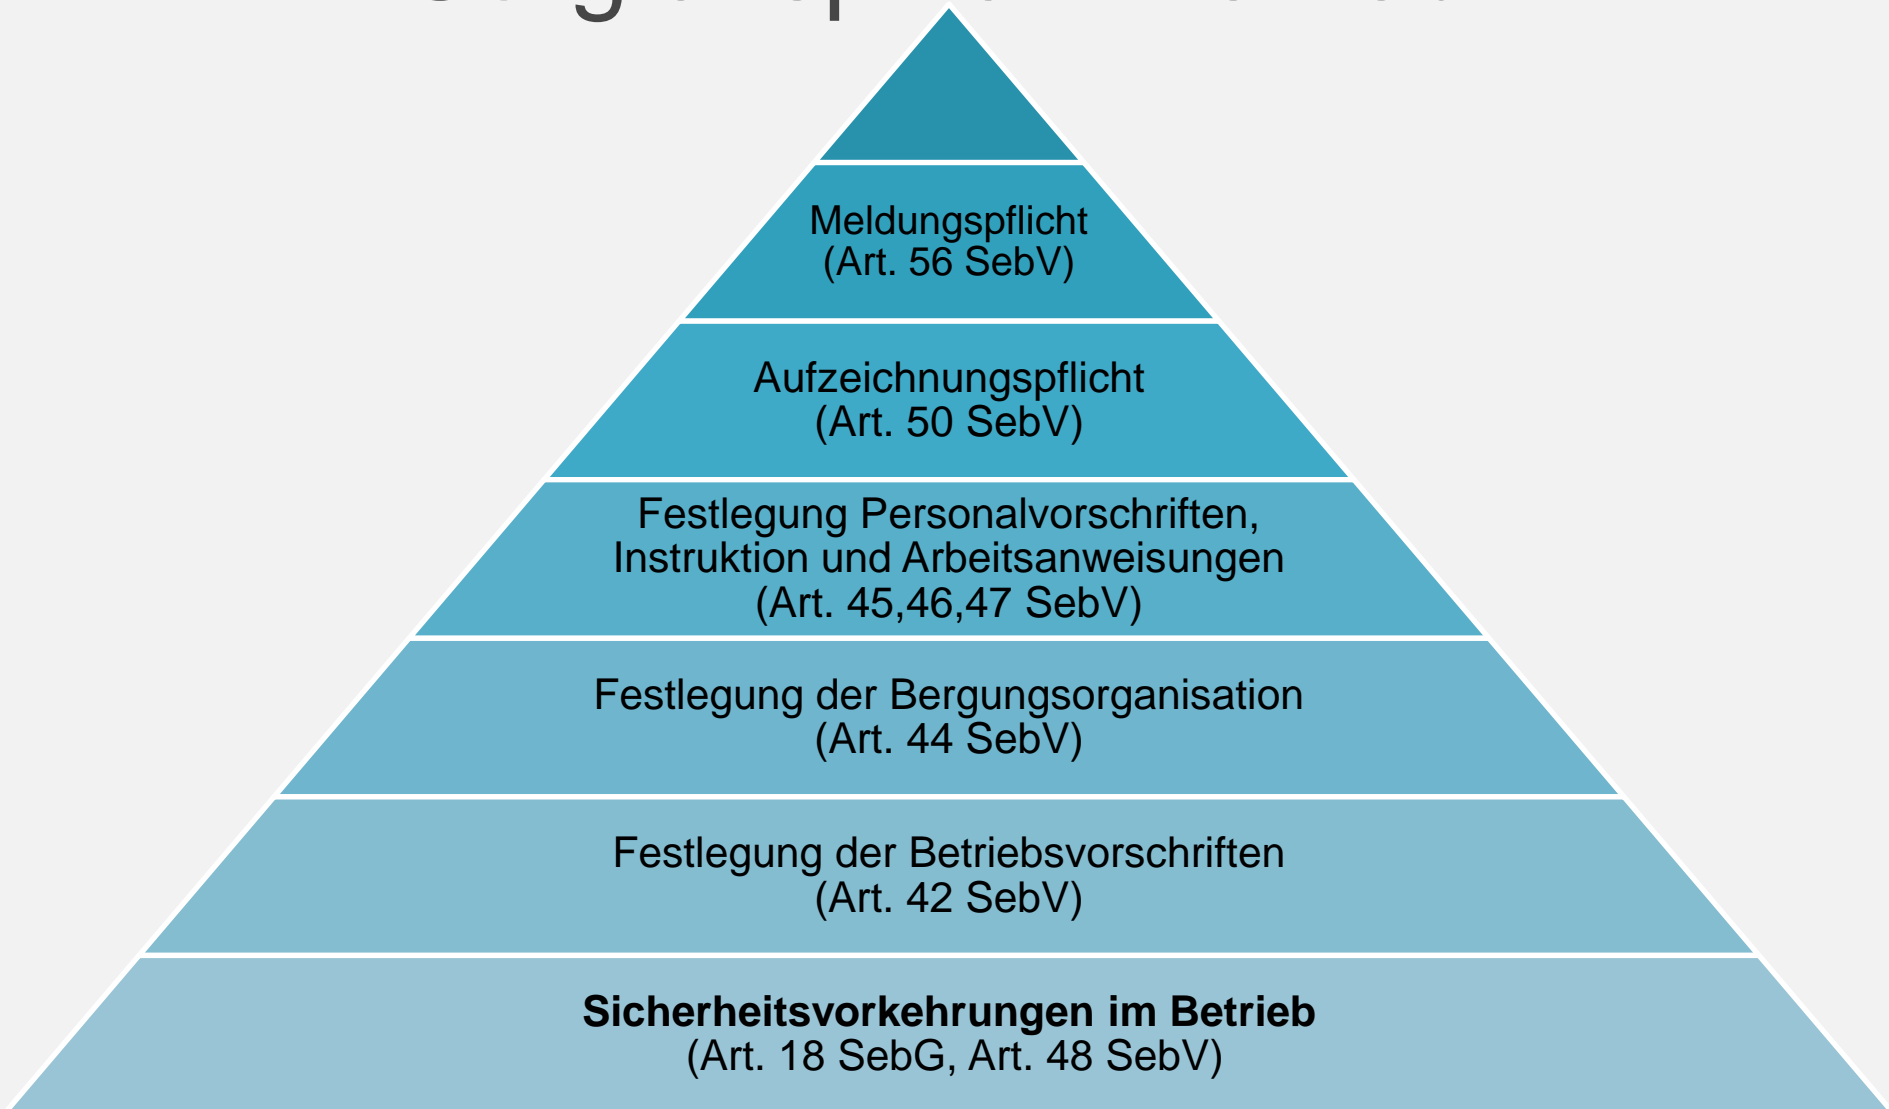 Meldungspflicht
(Art. 56 SebV)
Aufzeichnungspflicht
(Art. 50 SebV)
Festlegung Personalvorschriften,
Instruktion und Arbeitsanweisungen
(Art. 45,46,47 SebV)
Festlegung der Bergungsorganisation
(Art. 44 SebV)
Festlegung der Betriebsvorschriften
(Art. 42 SebV)
Sicherheitsvorkehrungen im Betrieb
(Art. 18 SebG, Art. 48 SebV)